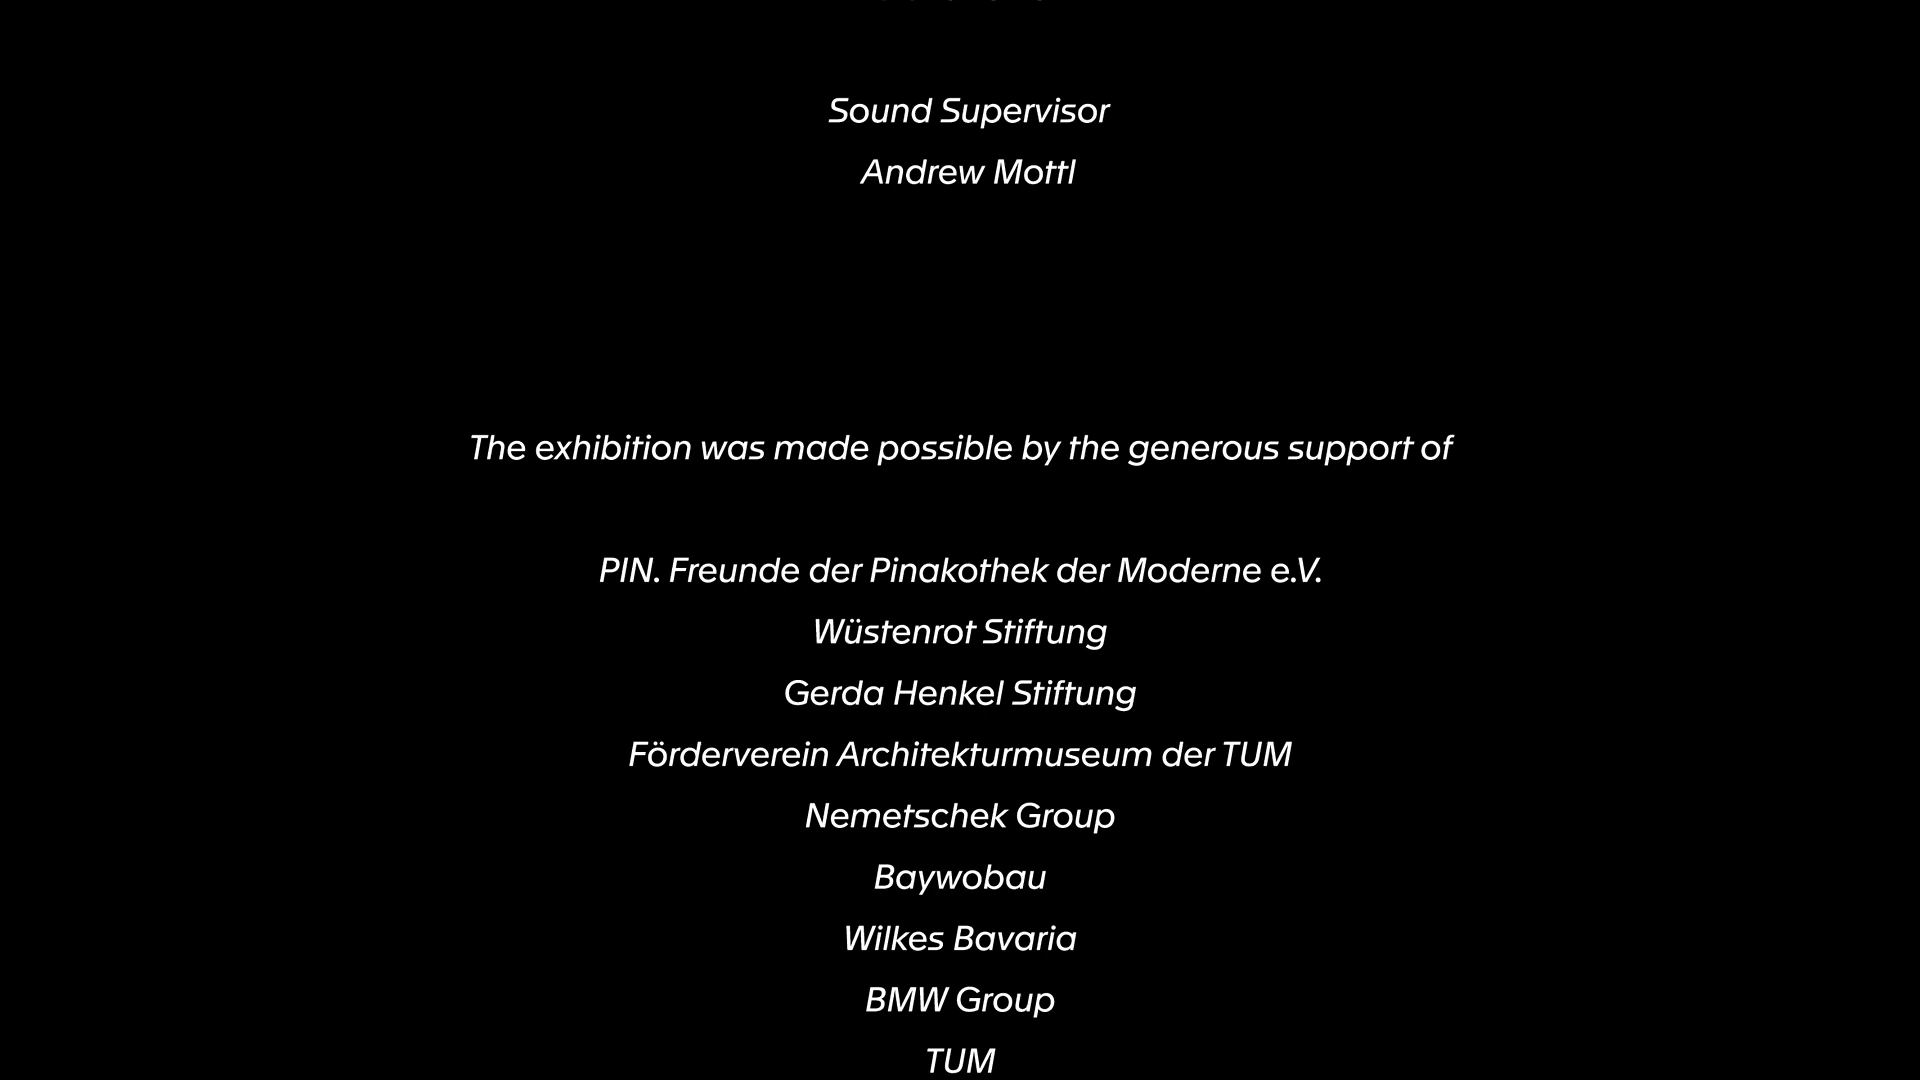 Sound Supervisor
Andrew Mottl
The exhibition was made possible by the generous support of
PIN. Freunde der Pinakothek der Moderne e.V.
Wüstenrot Stiftung
Gerda Henkel Stiftung
Förderverein Architekturmuseum der TUM
Nemetschek Group
Baywobau
Wilkes Bavaria
BMW Group
TUM